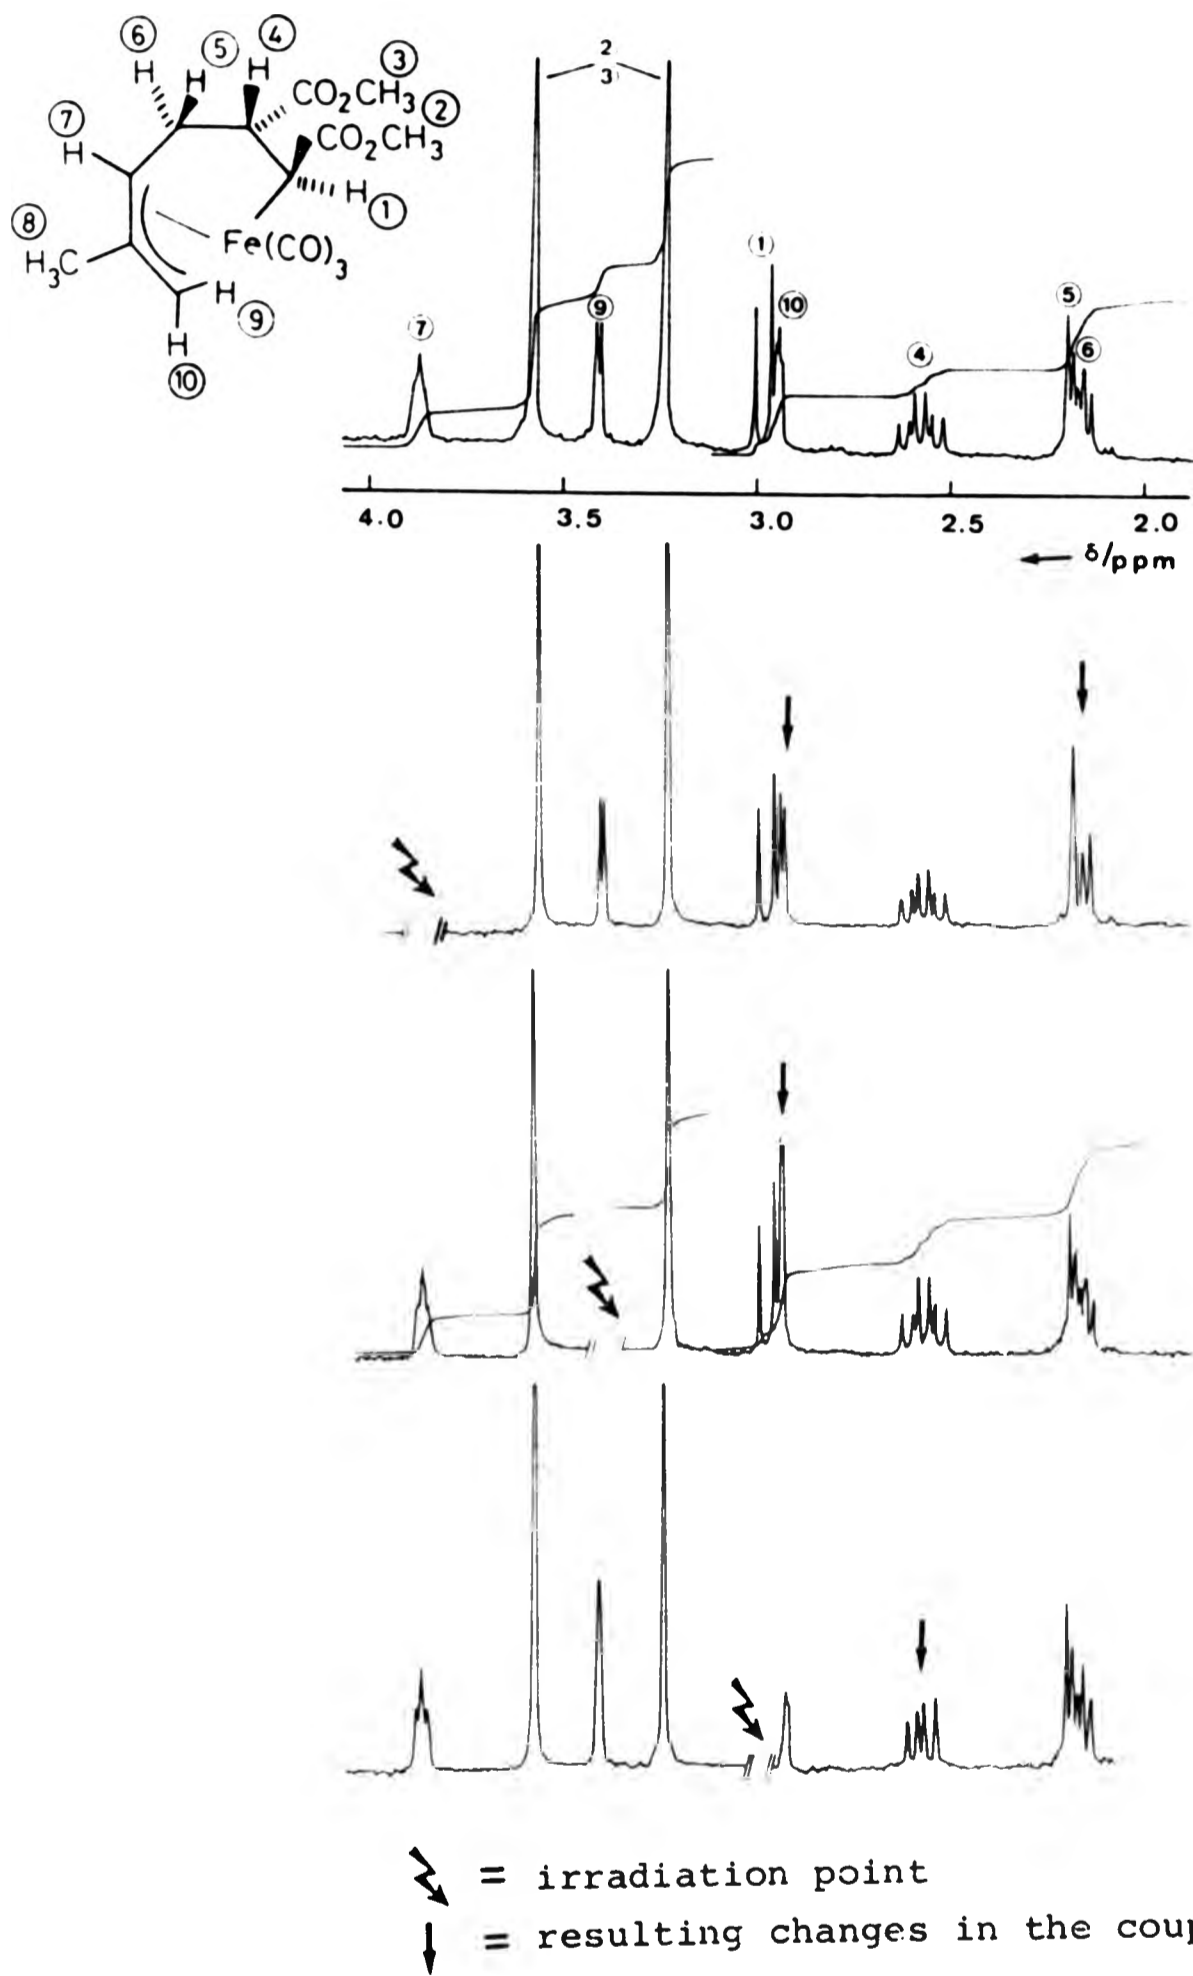 ⑥ H
⑤ H
④ H
CO₂CH₃ ③
CO₂CH₃ ②
H ①
⑦ H
⑧ H₃C
Fe(CO)₃
H ⑨
H ⑩
2
3
⑦ ⑨ ① ⑩ ④ ⑤ ⑥
4.0 3.5 3.0 2.5 2.0
← δ/ppm
= irradiation point
= resulting changes in the coup